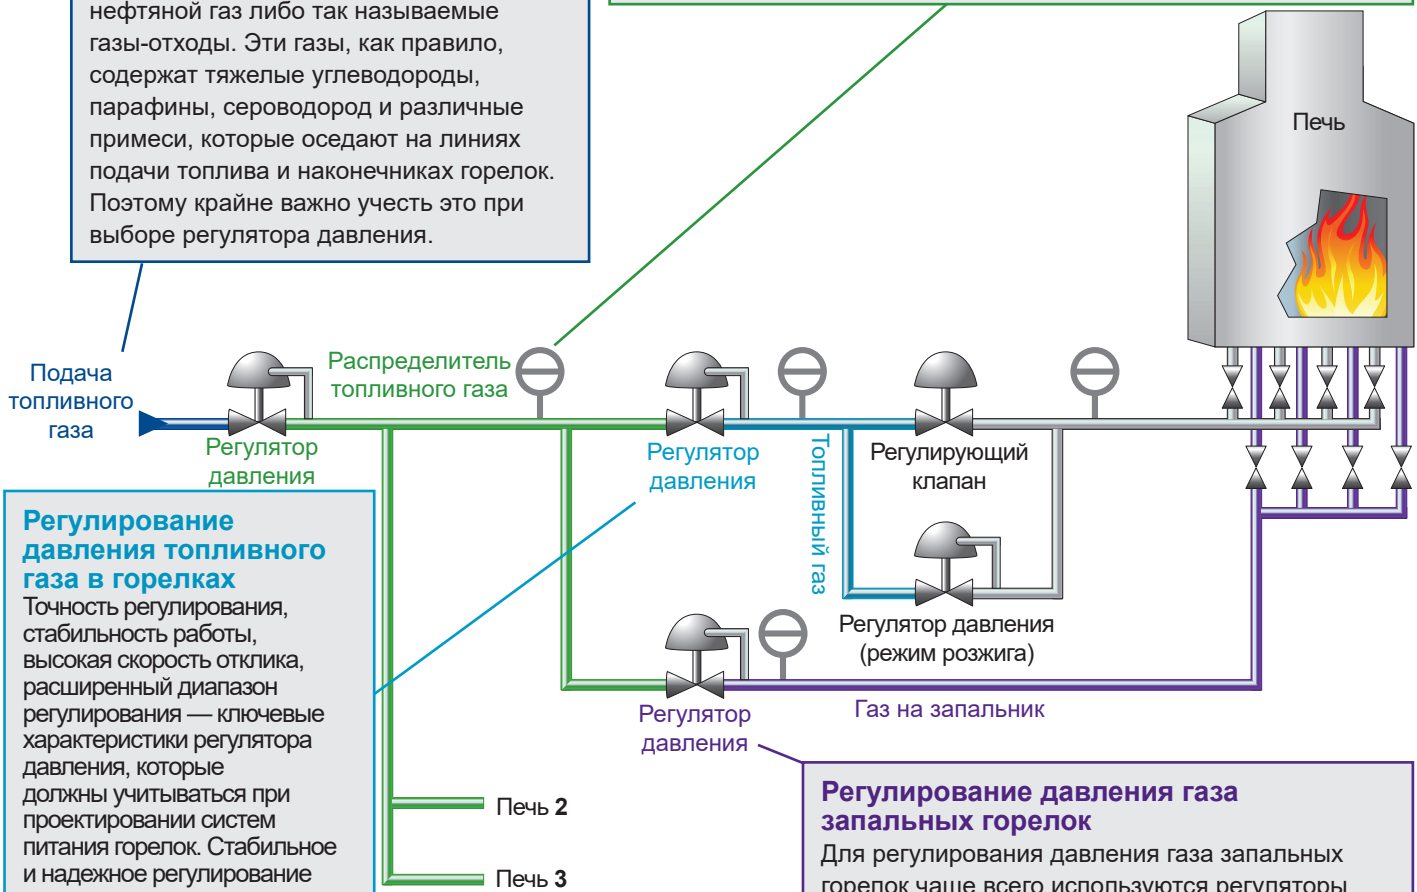 нефтяной газ либо так называемые
газы-отходы. Эти газы, как правило,
содержат тяжелые углеводороды,
парафины, сероводород и различные
примеси, которые оседают на линиях
подачи топлива и наконечниках горелок.
Поэтому крайне важно учесть это при
выборе регулятора давления.
Печь
Подача
топливного
газа
Распределитель
топливного газа
Регулятор
давления
Регулятор
давления
Топливный газ
Регулирующий
клапан
Регулятор давления
(режим розжига)
Регулятор
давления
Газ на запальник
Регулирование
давления топливного
газа в горелках
Точность регулирования,
стабильность работы,
высокая скорость отклика,
расширенный диапазон
регулирования — ключевые
характеристики регулятора
давления, которые
должны учитываться при
проектировании систем
питания горелок. Стабильное
и надежное регулирование
Печь 2
Печь 3
Регулирование давления газа
запальных горелок
Для регулирования давления газа запальных
горелок чаще всего используются регуляторы